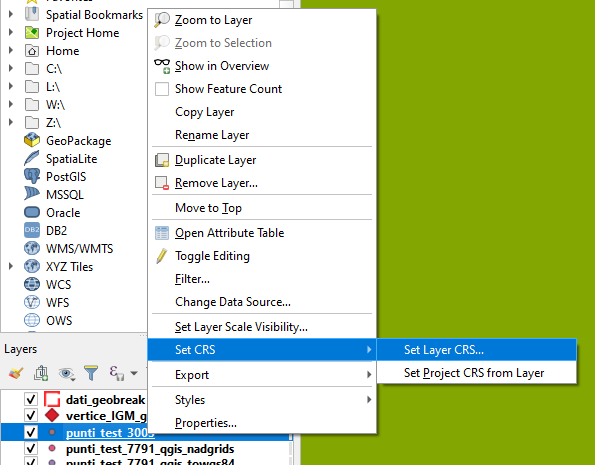 Spatial Bookmarks
Project Home
Home
C:\
L:\
W:\
Z:\
GeoPackage
SpatiaLite
PostGIS
MSSQL
Oracle
DB2
DB2
WMS/WMTS
XYZ Tiles
WCS
WFS
OWS
Zoom to Layer
Zoom to Selection
Show in Overview
Show Feature Count
Copy Layer
Rename Layer
Duplicate Layer
Remove Layer...
Move to Top
Open Attribute Table
Toggle Editing
Filter...
Change Data Source...
Set Layer Scale Visibility...
Set CRS
Export
Styles
Properties...
Set Layer CRS...
Set Project CRS from Layer
Layers
dati_geobreak
vertice_IGM_g
punti_test_3003
punti_test_7791_qgis_nadgrids
punti_test_7791_qgis_towgs84